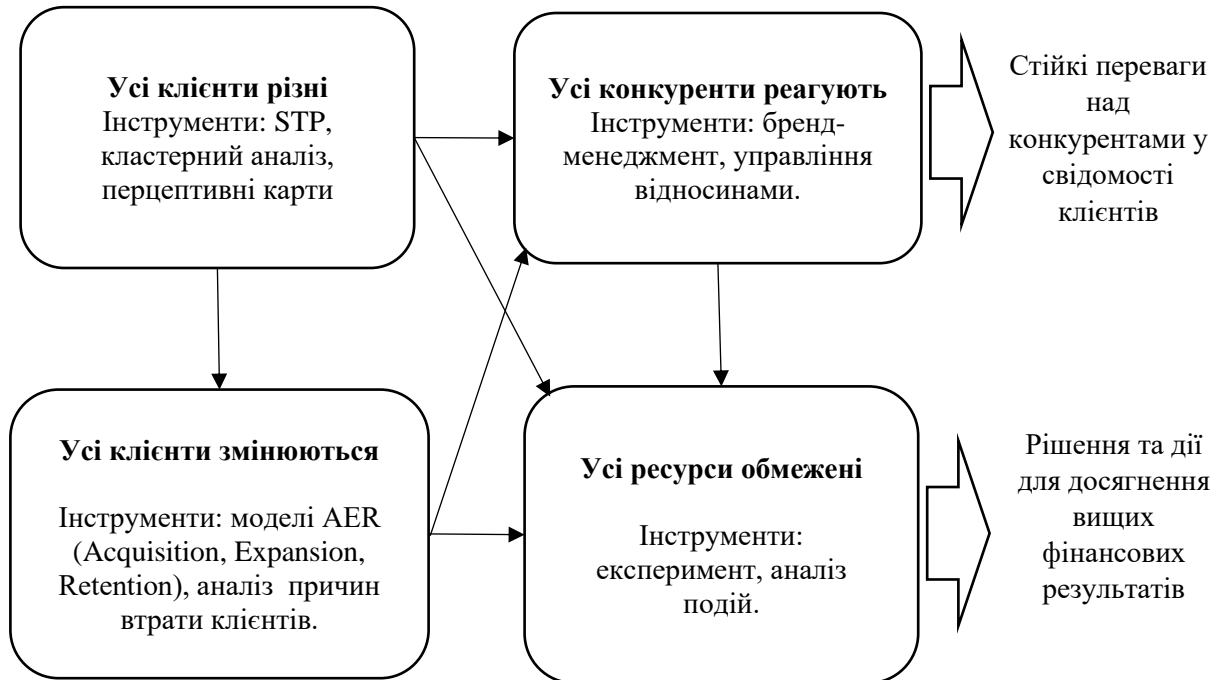 Усі клієнти різні
Інструменти: STP,
кластерний аналіз,
перцептивні карти
Усі конкуренти реагують
Інструменти: бренд-
менеджмент, управління
відносинами.
Стійкі переваги
над
конкурентами у
свідомості
клієнтів
Усі клієнти змінюються
Інструменти: моделі AER
(Acquisition, Expansion,
Retention), аналіз причин
втрати клієнтів.
Усі ресурси обмежені
Інструменти:
експеримент, аналіз
подій.
Рішення та дії
для досягнення
вищих
фінансових
результатів